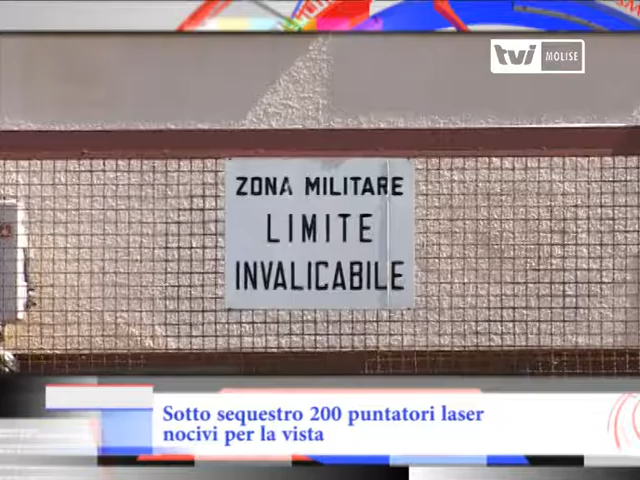 tvi MOLISE
ZONA MILITARE
LIMITE
INVALICABILE
Sotto sequestro 200 puntatori laser
nocivi per la vista